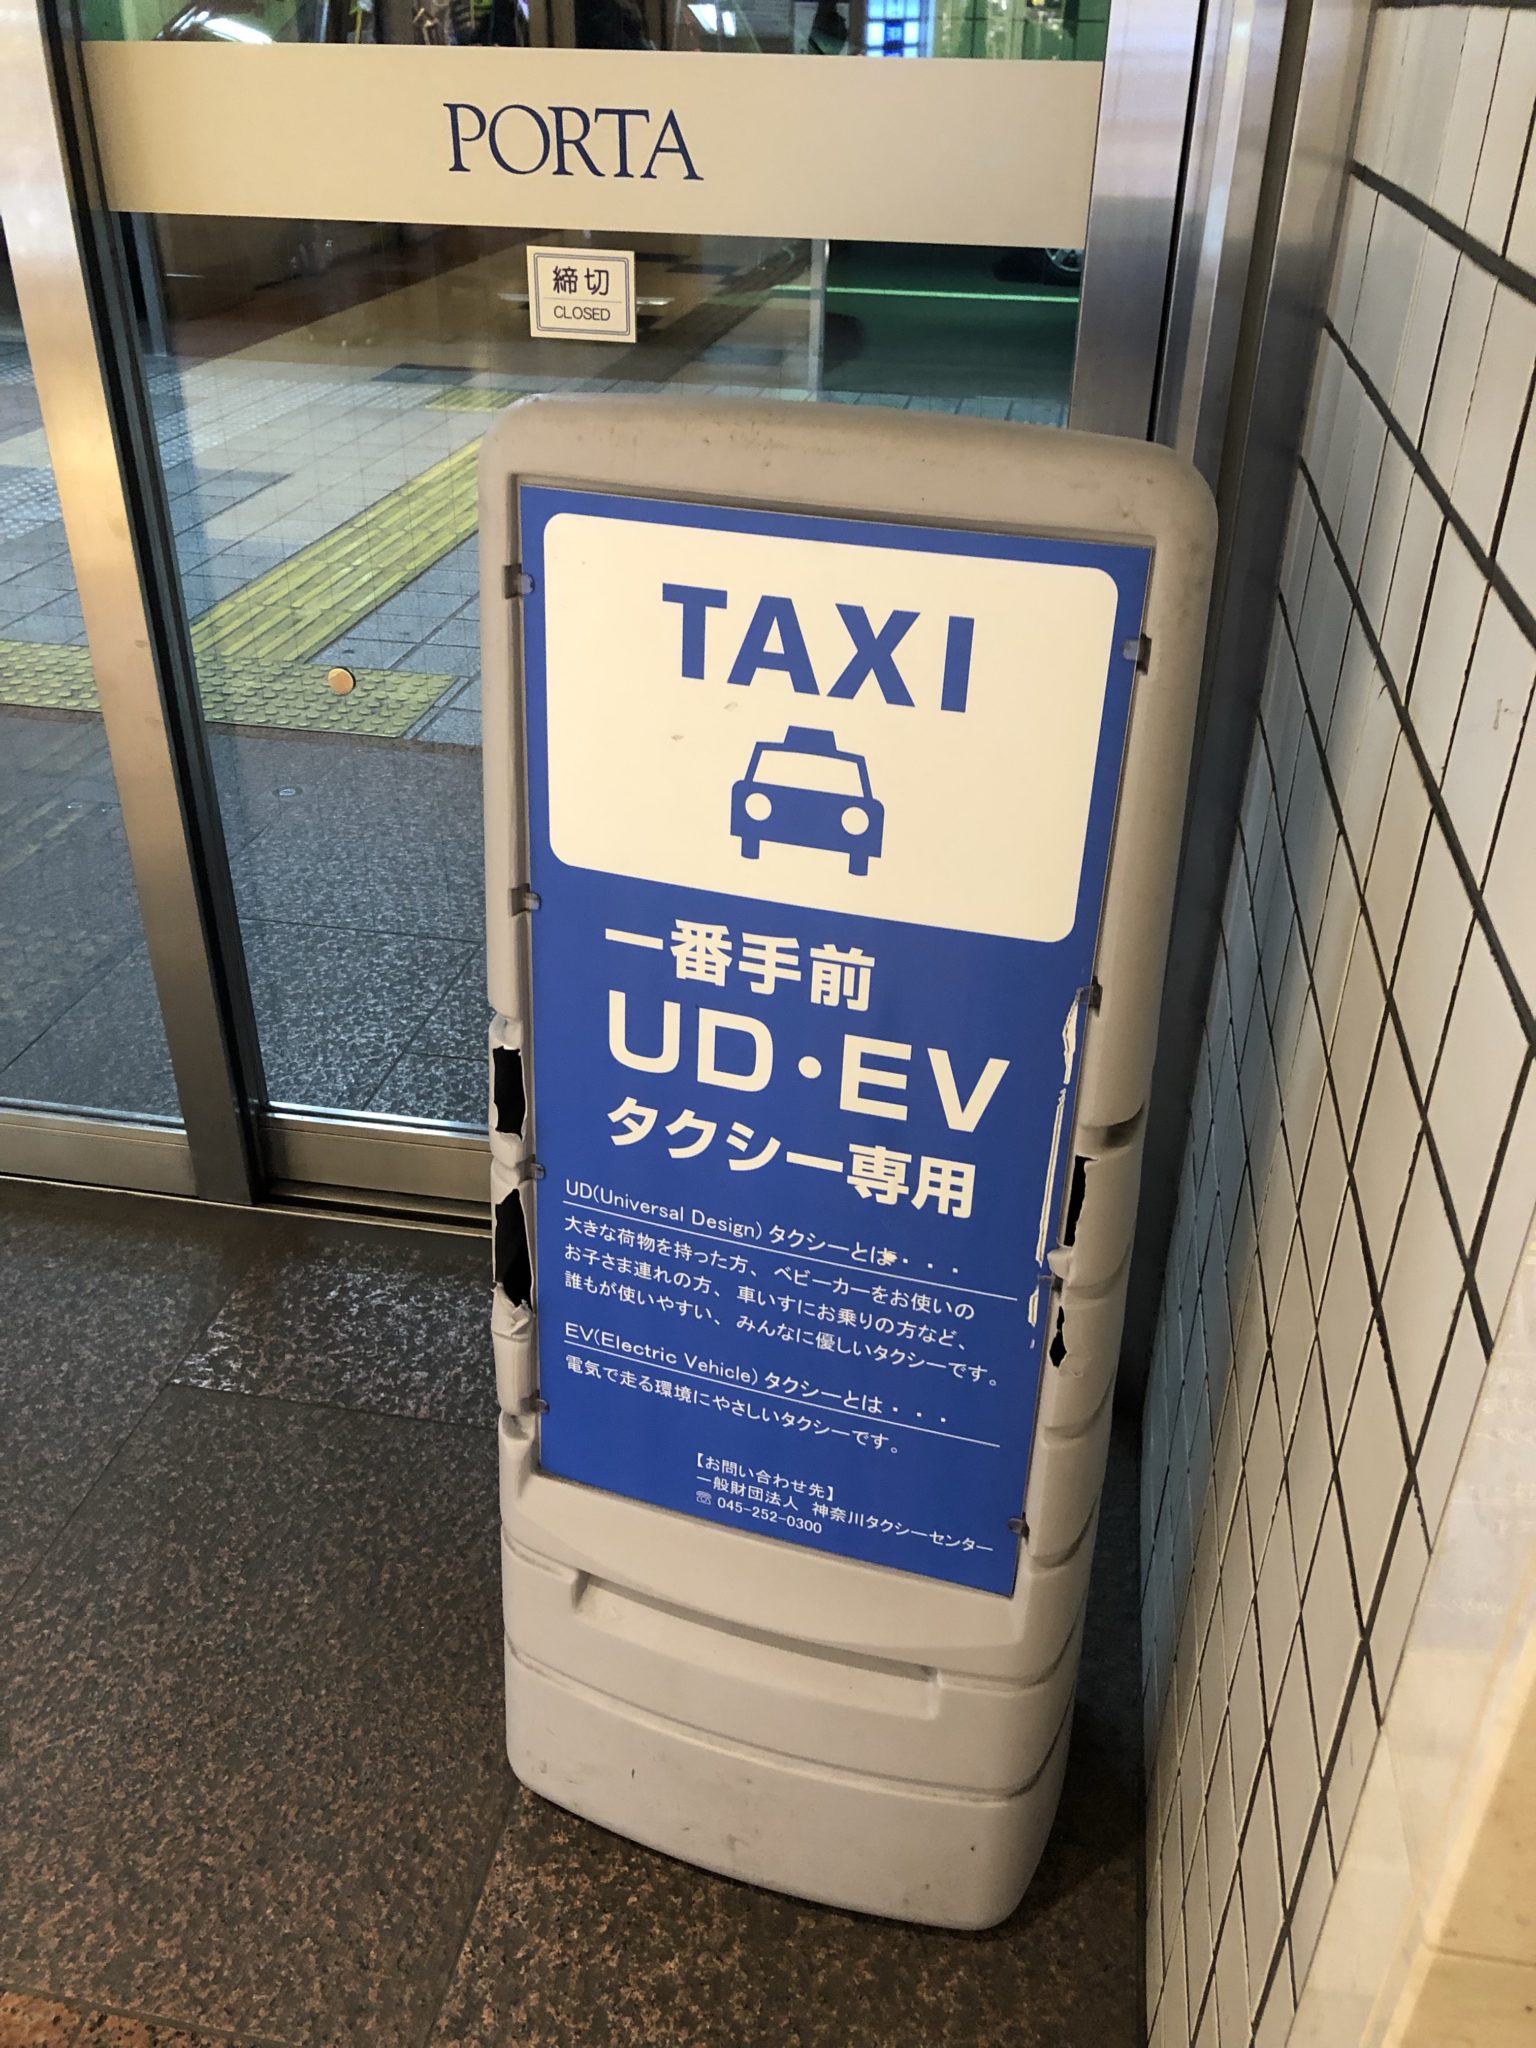 PORTA
締切
CLOSED
TAXI
一番手前
UD・EV
タクシー専用
UD(Universal Design)タクシーとは・・・
大きな荷物を持った方、ベビーカーをお使いの
お子さま連れの方、車いすにお乗りの方など、
誰もが使いやすい、みんなに優しいタクシーです。
EV(Electric Vehicle)タクシーとは・・・
電気で走る環境にやさしいタクシーです。
【お問い合わせ先】
一般財団法人 神奈川タクシーセンター
☏ 045-252-0300